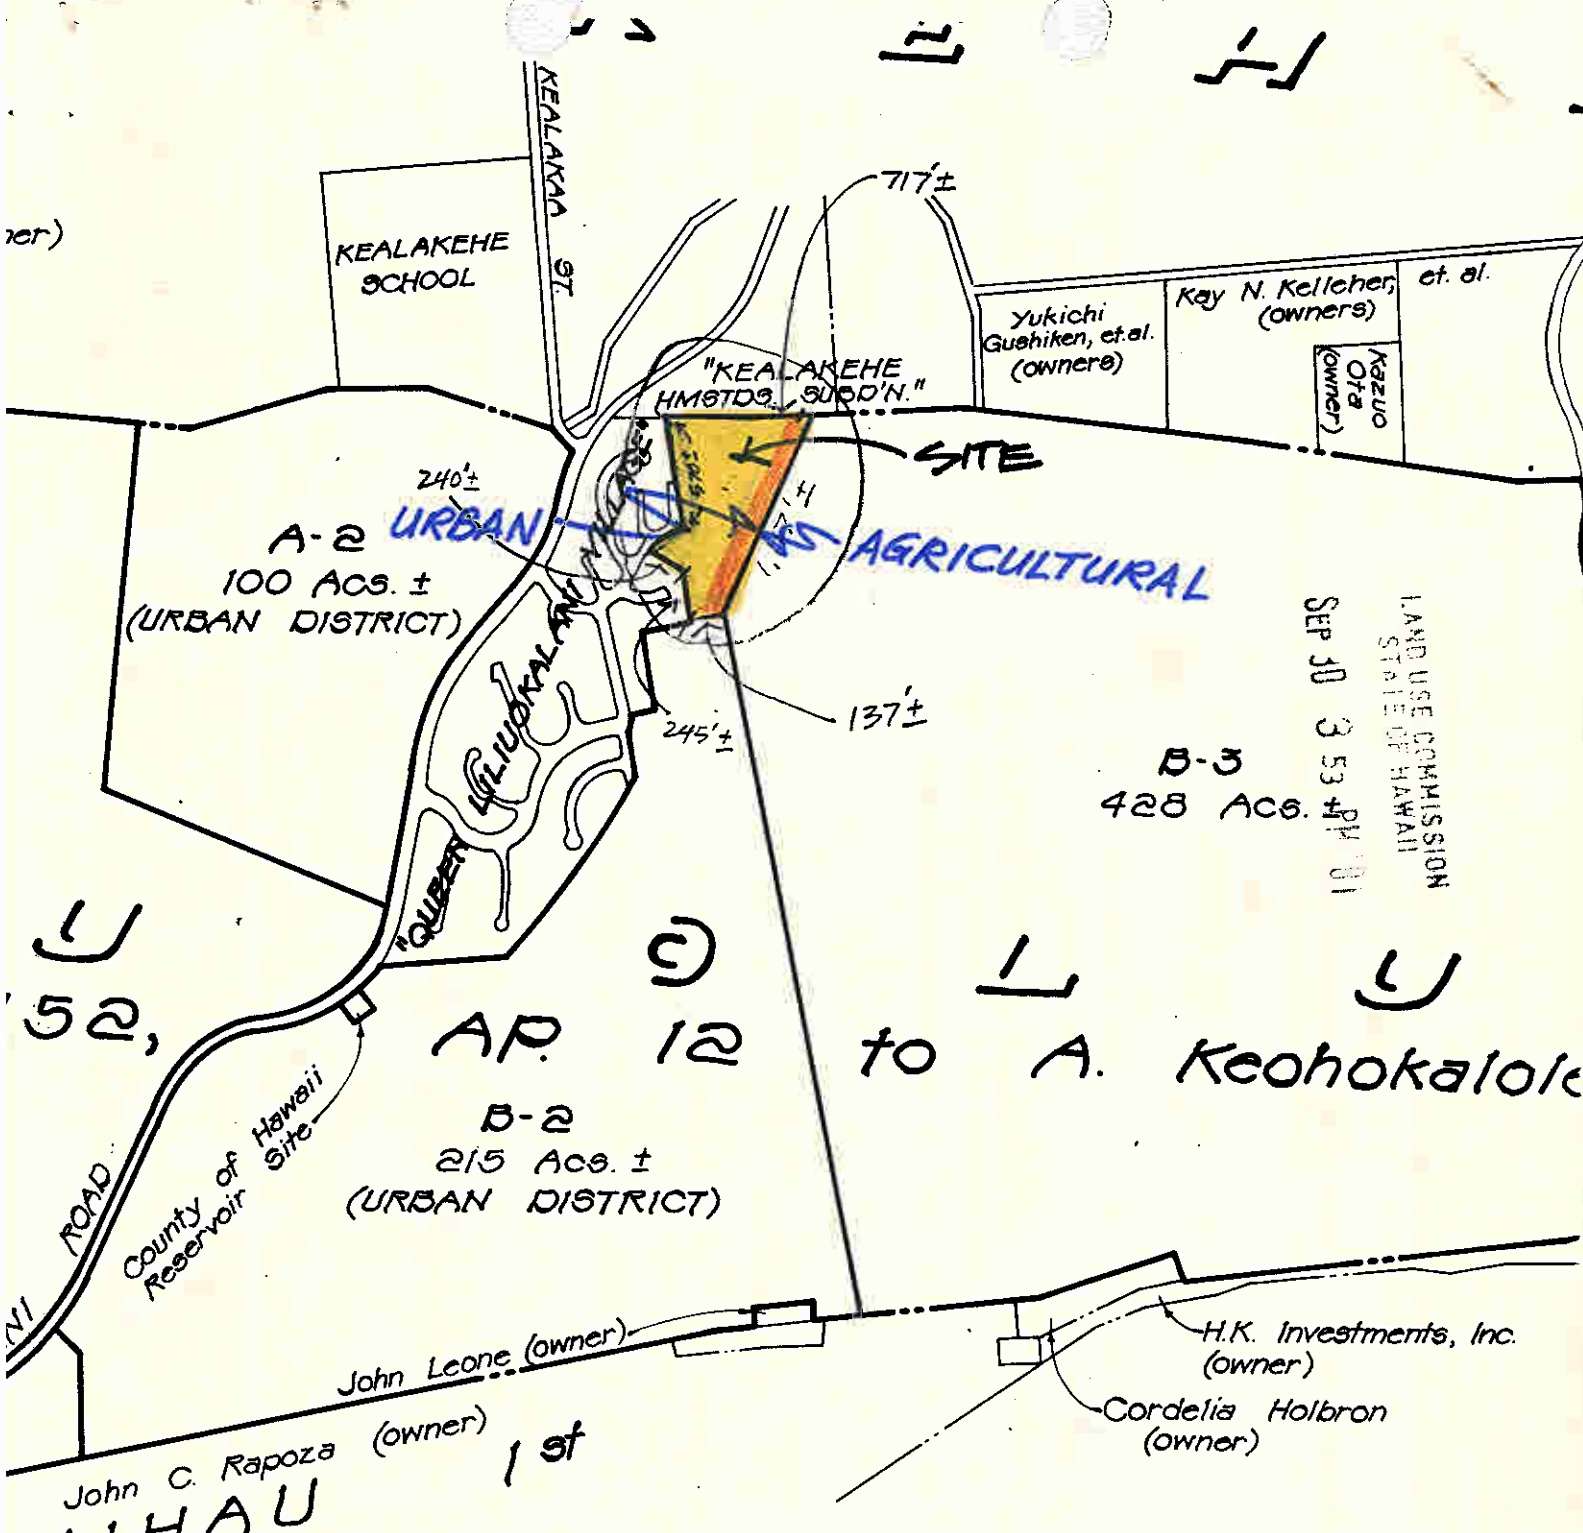 KEALAKAA ST.
717'±
ner)
KEALAKEHE
SCHOOL
Yukichi
Gushiken, et.al.
(owners)
Kay N. Kelleher,
(owners)
et. al.
Kazuo
Ota
(owner)
"KEALAKEHE
HMSTDS. SUBD'N."
SITE
240'±
URBAN
AGRICULTURAL
A-2
100 Acs. ±
(URBAN DISTRICT)
"QUEEN LILIUOKALANI VILLAGE"
245'±
137'±
LAND USE COMMISSION
STATE OF HAWAII
SEP 10 3 53 PM '01
B-3
428 Acs. ±
52, AP. 12 to A. Keohokalole
County of Hawaii
Reservoir Site
B-2
215 Acs. ±
(URBAN DISTRICT)
ROAD
NI
John Leone (owner)
H.K. Investments, Inc.
(owner)
Cordelia Holbron
(owner)
John C. Rapoza (owner)
1st
HAU